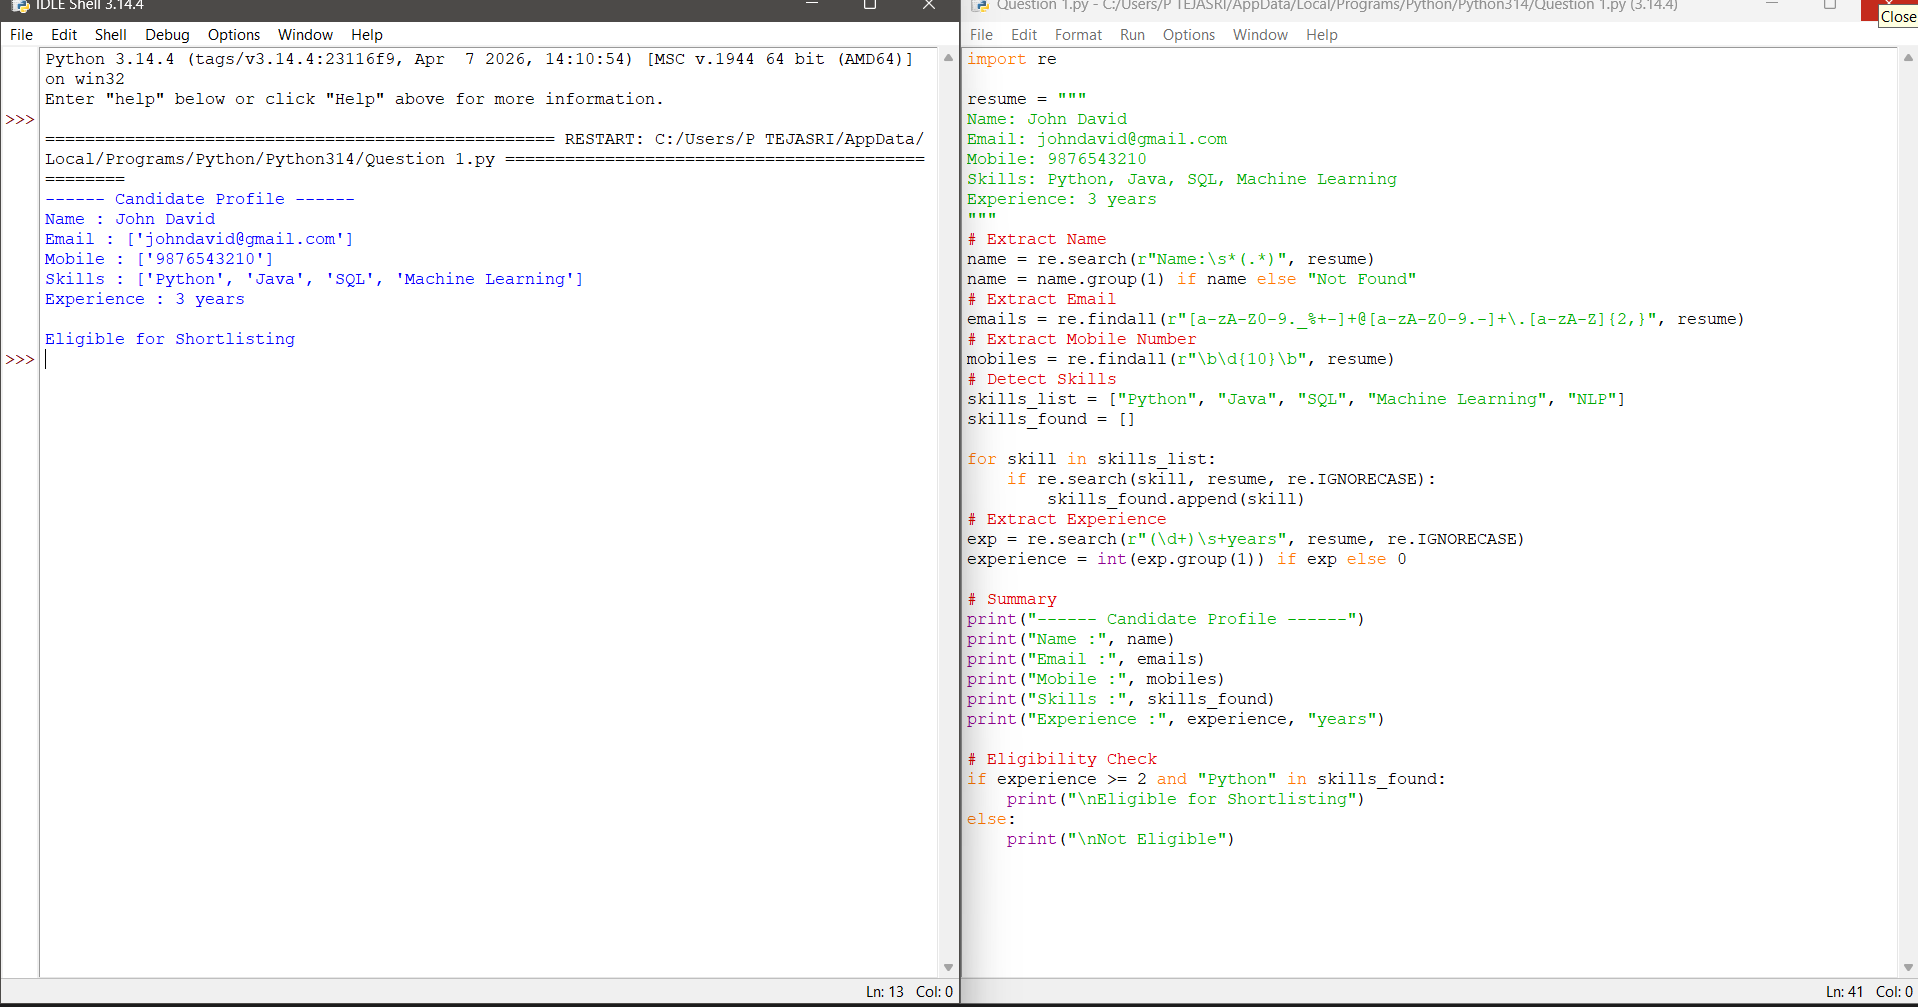 IDLE Shell 3.14.4
File Edit Shell Debug Options Window Help
Python 3.14.4 (tags/v3.14.4:23116f9, Apr  7 2026, 14:10:54) [MSC v.1944 64 bit (AMD64)]
on win32
Enter "help" below or click "Help" above for more information.
>>>
=================================================== RESTART: C:/Users/P TEJASRI/AppData/
Local/Programs/Python/Python314/Question 1.py ==========================================
========
------ Candidate Profile ------
Name : John David
Email : ['johndavid@gmail.com']
Mobile : ['9876543210']
Skills : ['Python', 'Java', 'SQL', 'Machine Learning']
Experience : 3 years

Eligible for Shortlisting
>>>
Ln: 13 Col: 0
Question 1.py - C:/Users/P TEJASRI/AppData/Local/Programs/Python/Python314/Question 1.py (3.14.4)
Close
File Edit Format Run Options Window Help
import re

resume = """
Name: John David
Email: johndavid@gmail.com
Mobile: 9876543210
Skills: Python, Java, SQL, Machine Learning
Experience: 3 years
"""
# Extract Name
name = re.search(r"Name:\s*(.*)", resume)
name = name.group(1) if name else "Not Found"
# Extract Email
emails = re.findall(r"[a-zA-Z0-9._%+-]+@[a-zA-Z0-9.-]+\.[a-zA-Z]{2,}", resume)
# Extract Mobile Number
mobiles = re.findall(r"\b\d{10}\b", resume)
# Detect Skills
skills_list = ["Python", "Java", "SQL", "Machine Learning", "NLP"]
skills_found = []

for skill in skills_list:
    if re.search(skill, resume, re.IGNORECASE):
        skills_found.append(skill)
# Extract Experience
exp = re.search(r"(\d+)\s+years", resume, re.IGNORECASE)
experience = int(exp.group(1)) if exp else 0

# Summary
print("------ Candidate Profile ------")
print("Name :", name)
print("Email :", emails)
print("Mobile :", mobiles)
print("Skills :", skills_found)
print("Experience :", experience, "years")

# Eligibility Check
if experience >= 2 and "Python" in skills_found:
    print("\nEligible for Shortlisting")
else:
    print("\nNot Eligible")
Ln: 41 Col: 0